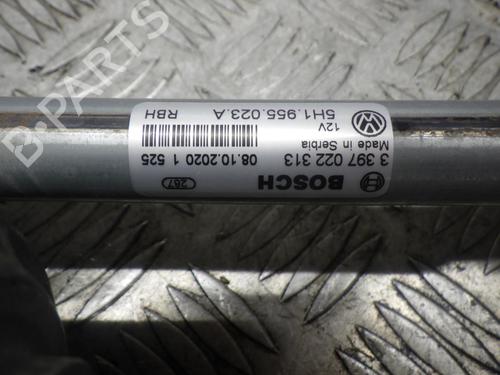 BOSCH 267
3 397 022 313 08.10.2020 1 525
Made in Serbia
12V
5H1.955.023.A RBH
B-PARTS